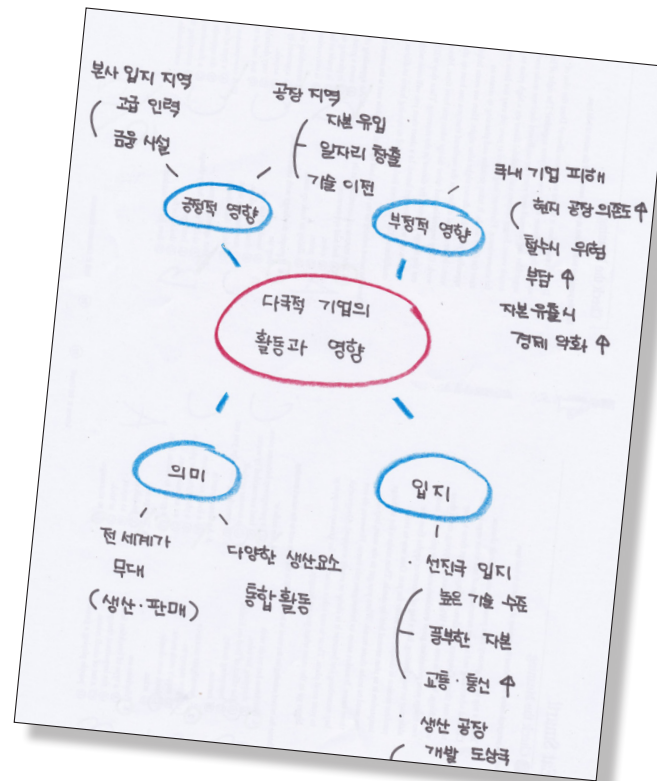 본사 입지 지역
고급 인력
금융 시설
공장 지역
자본 유입
일자리 창출
기술 이전
긍정적 영향
부정적 영향
국내 기업 피해
현지 공장 의존도↑
철수시 위험
부담 ↑
자본 유출시
경제 악화 ↑
다국적 기업의
활동과 영향
의미
전 세계가
무대
(생산·판매)
다양한 생산요소
통합 활동
입지
· 선진국 입지
높은 기술 수준
풍부한 자본
교통·통신 ↑
· 생산 공장
개발 도상국